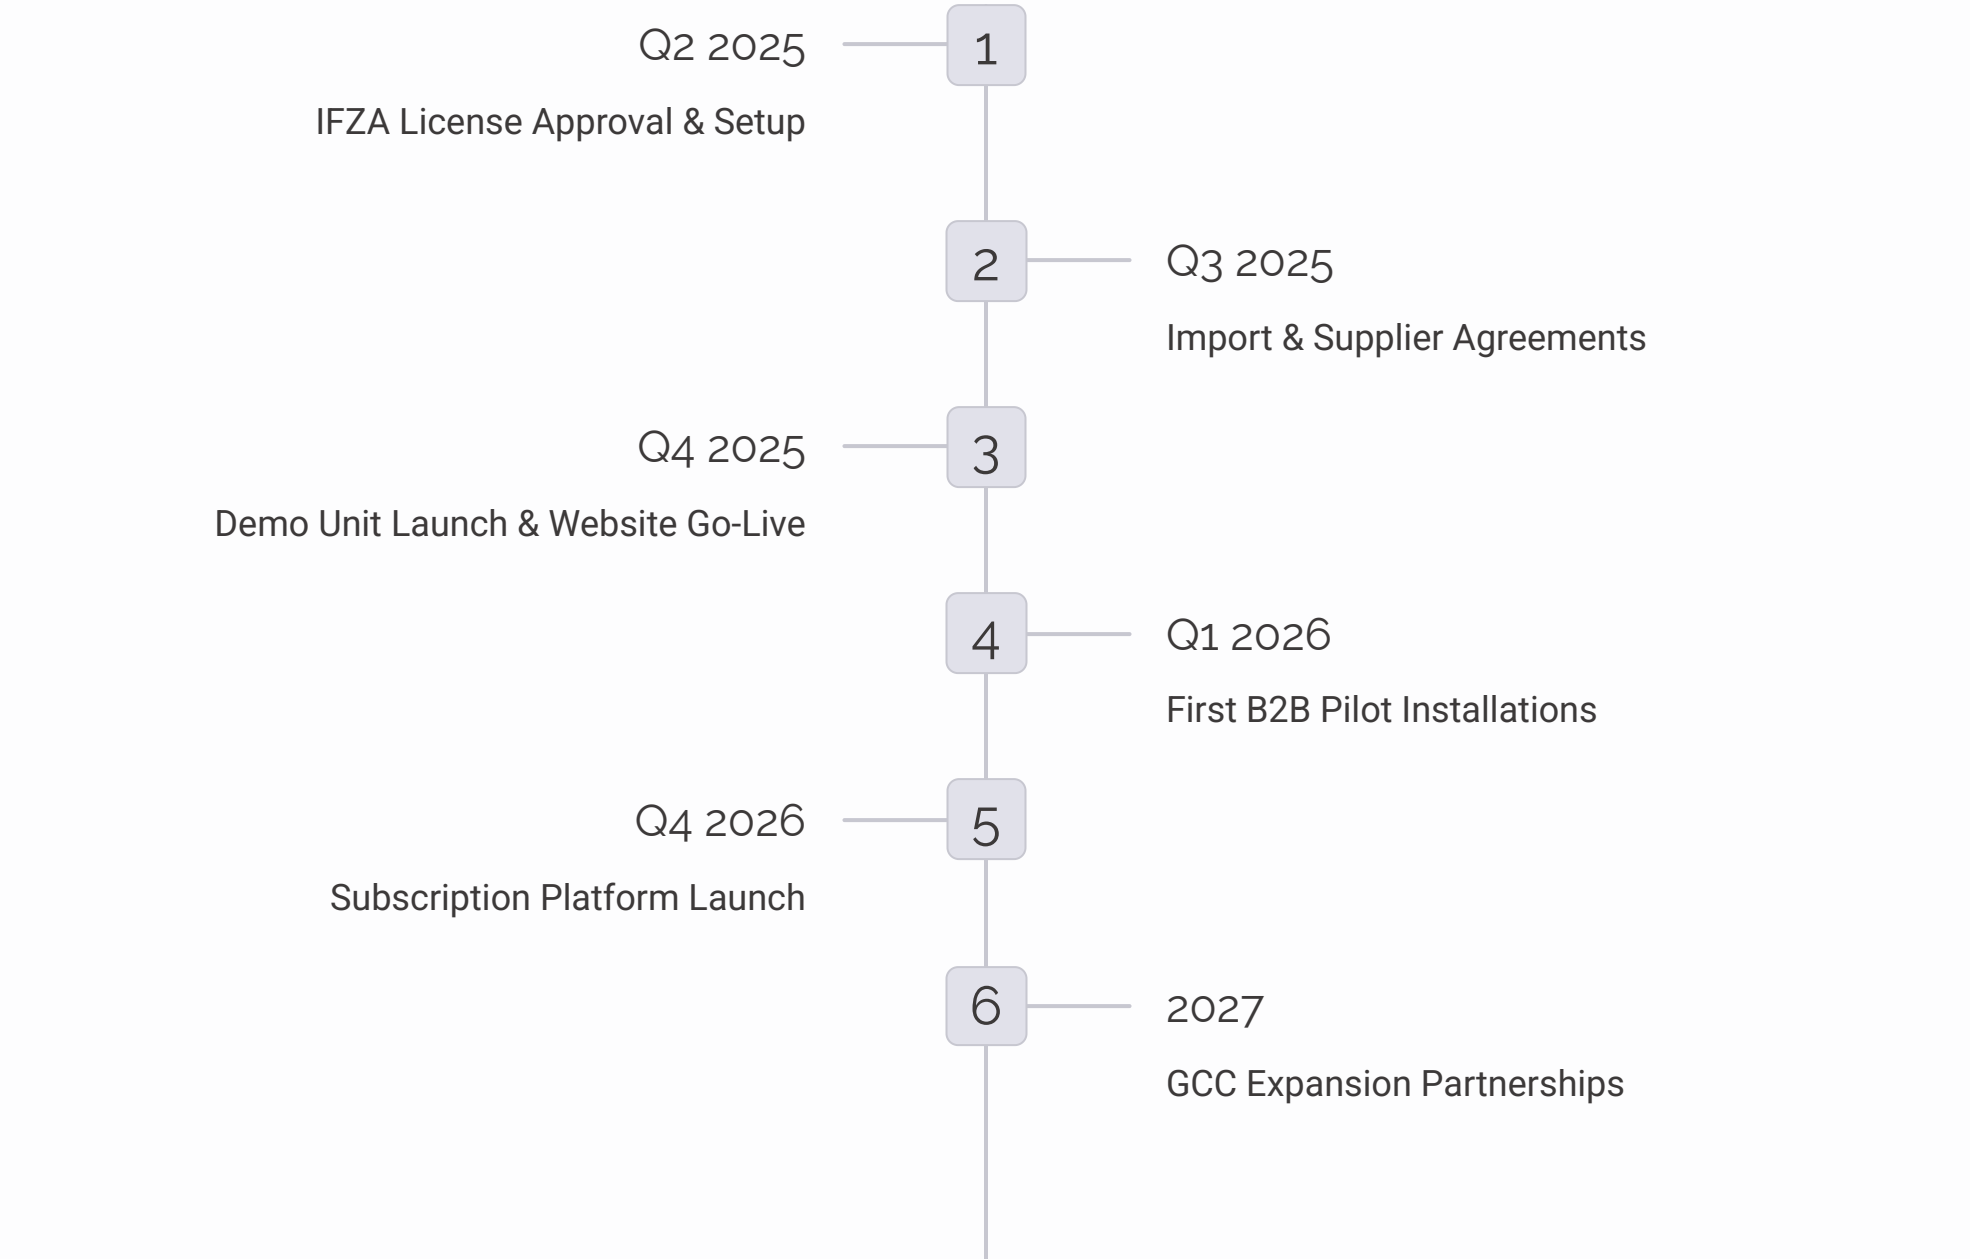 1
Q2 2025
IFZA License Approval & Setup
2
Q3 2025
Import & Supplier Agreements
3
Q4 2025
Demo Unit Launch & Website Go-Live
4
Q1 2026
First B2B Pilot Installations
5
Q4 2026
Subscription Platform Launch
6
2027
GCC Expansion Partnerships